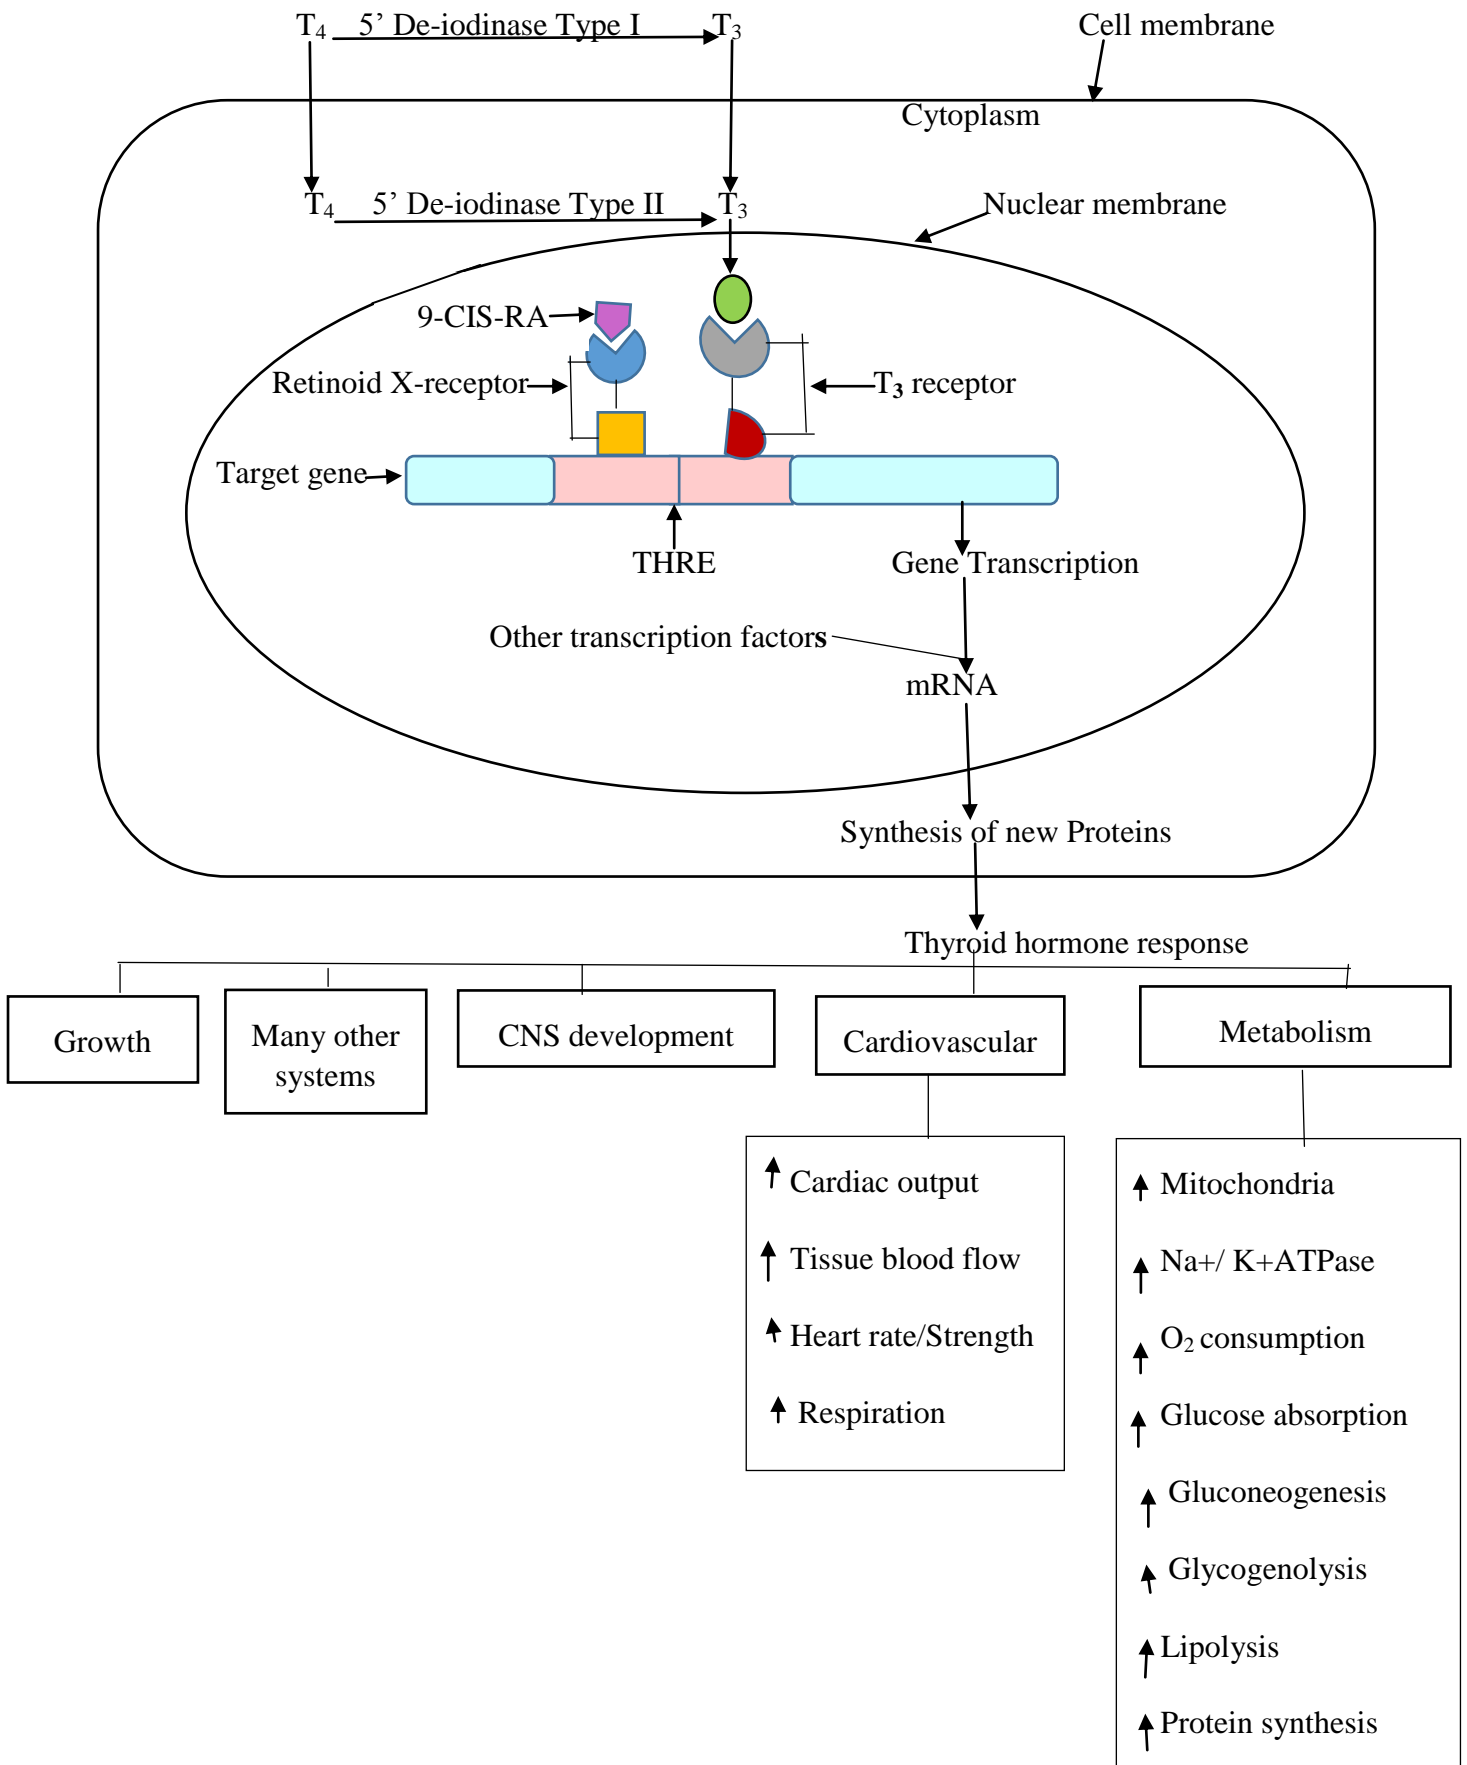 T₄ 5’ De-iodinase Type I T₃
Cell membrane
Cytoplasm
T₄ 5’ De-iodinase Type II T₃
Nuclear membrane
9-CIS-RA
Retinoid X-receptor
T₃ receptor
Target gene
THRE
Gene Transcription
Other transcription factors
mRNA
Synthesis of new Proteins
Thyroid hormone response
Growth
Many other
systems
CNS development
Cardiovascular
Metabolism
Cardiac output
Tissue blood flow
Heart rate/Strength
Respiration
Mitochondria
Na+/ K+ATPase
O₂ consumption
Glucose absorption
Gluconeogenesis
Glycogenolysis
Lipolysis
Protein synthesis